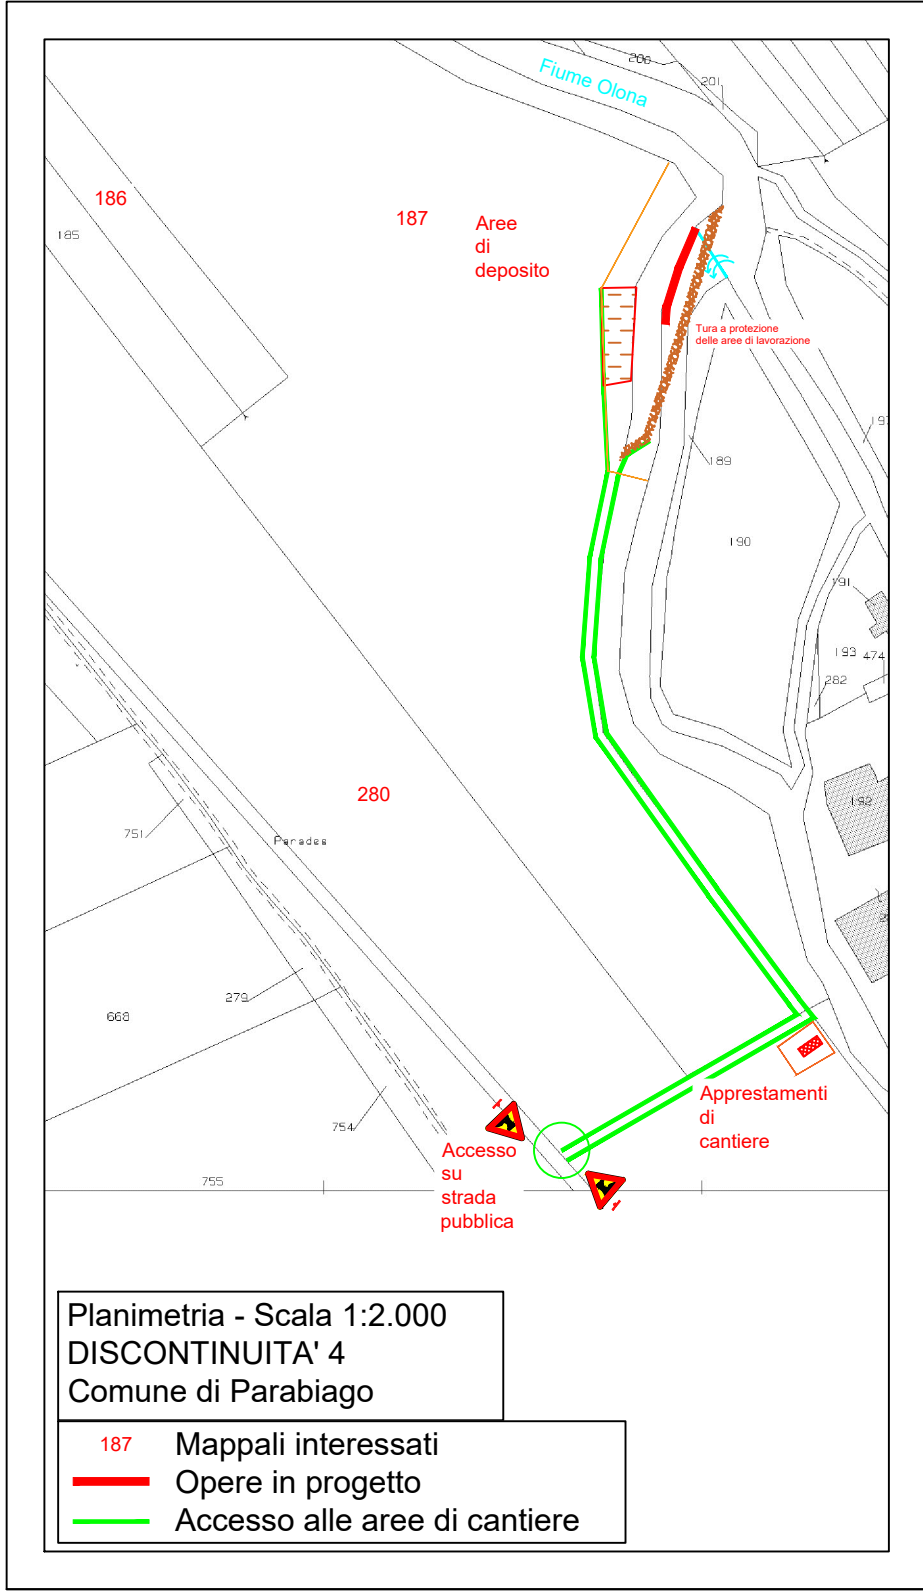 Fiume Olona
200
201
186
187
185
Aree
di
deposito
Tura a protezione
delle aree di lavorazione
189
190
191
193
474
282
280
192
751
Parades
279
668
754
755
Apprestamenti
di
cantiere
Accesso
su
strada
pubblica
Planimetria - Scala 1:2.000
DISCONTINUITA' 4
Comune di Parabiago
187 Mappali interessati
Opere in progetto
Accesso alle aree di cantiere